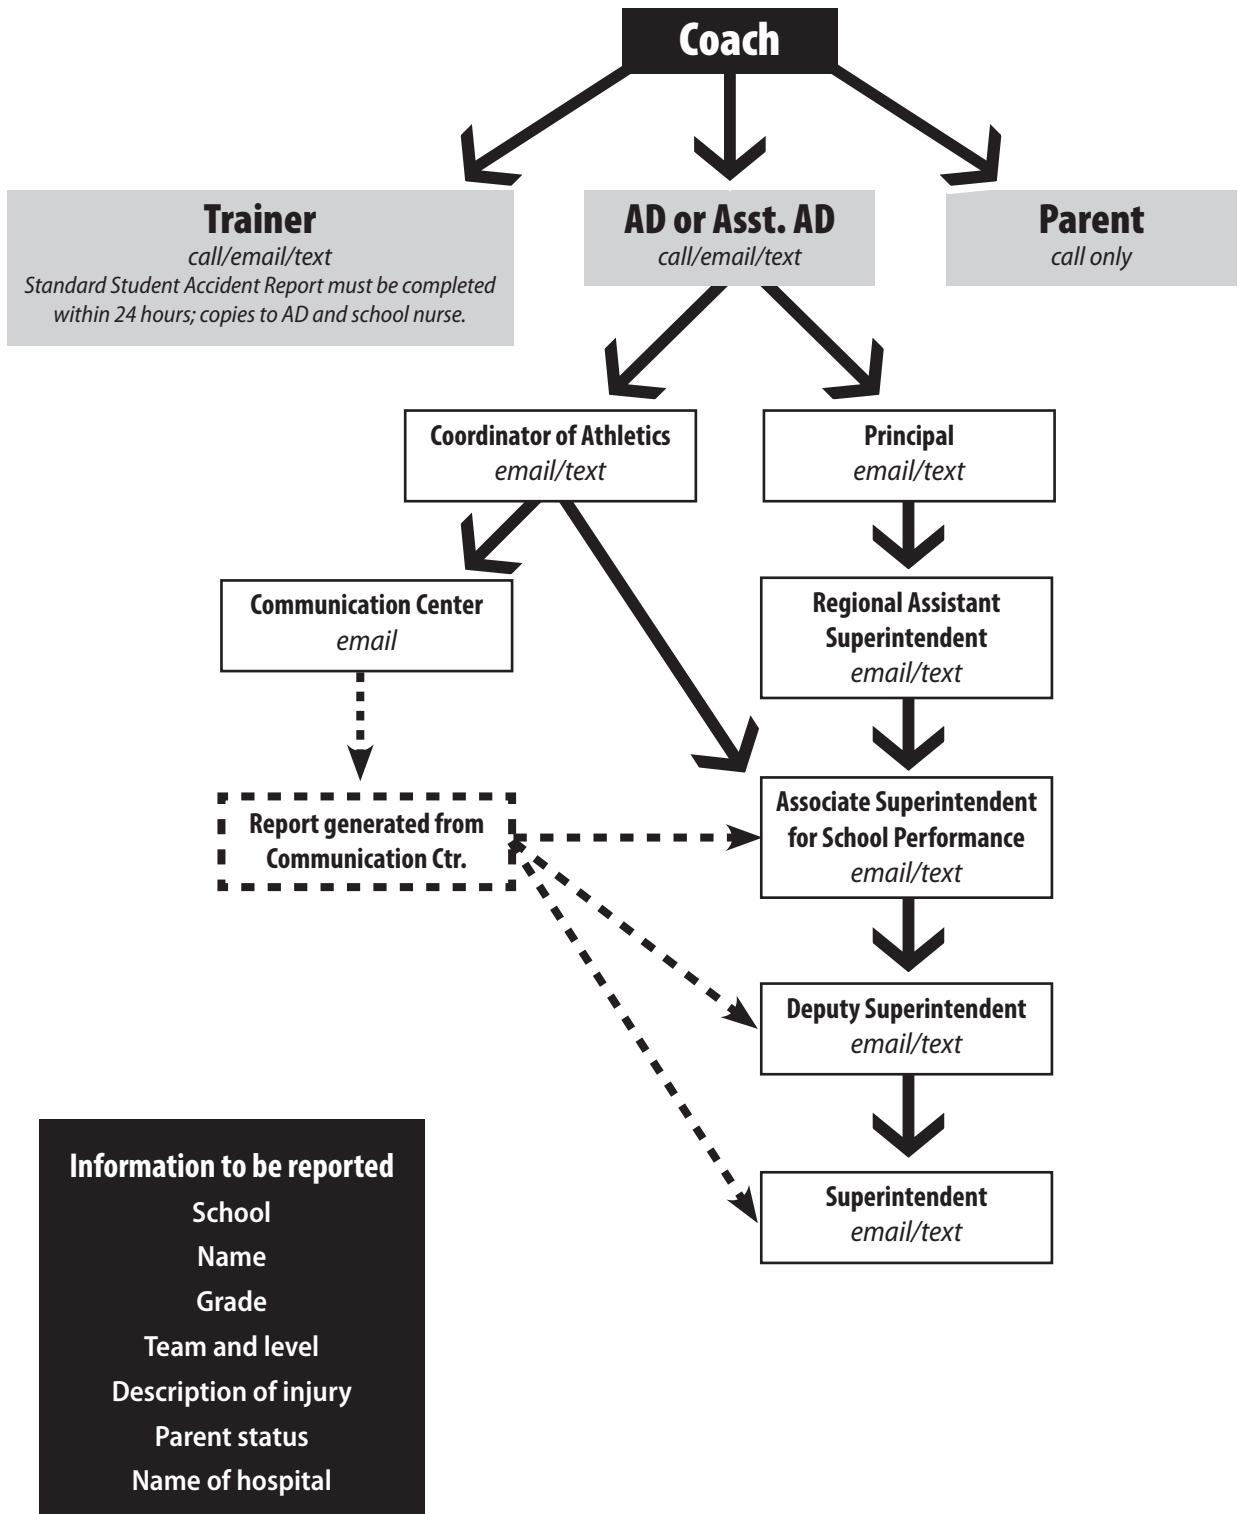 Coach
Trainer
call/email/text
Standard Student Accident Report must be completed
within 24 hours; copies to AD and school nurse.
AD or Asst. AD
call/email/text
Parent
call only
Coordinator of Athletics
email/text
Principal
email/text
Communication Center
email
Regional Assistant
Superintendent
email/text
Report generated from
Communication Ctr.
Associate Superintendent
for School Performance
email/text
Deputy Superintendent
email/text
Superintendent
email/text
Information to be reported
School
Name
Grade
Team and level
Description of injury
Parent status
Name of hospital